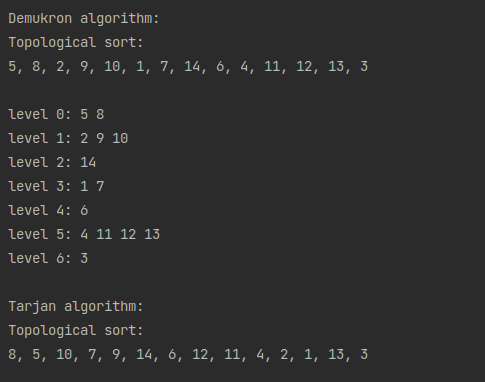 Demukron algorithm:
Topological sort:
5, 8, 2, 9, 10, 1, 7, 14, 6, 4, 11, 12, 13, 3
level 0: 5 8
level 1: 2 9 10
level 2: 14
level 3: 1 7
level 4: 6
level 5: 4 11 12 13
level 6: 3
Tarjan algorithm:
Topological sort:
8, 5, 10, 7, 9, 14, 6, 12, 11, 4, 2, 1, 13, 3